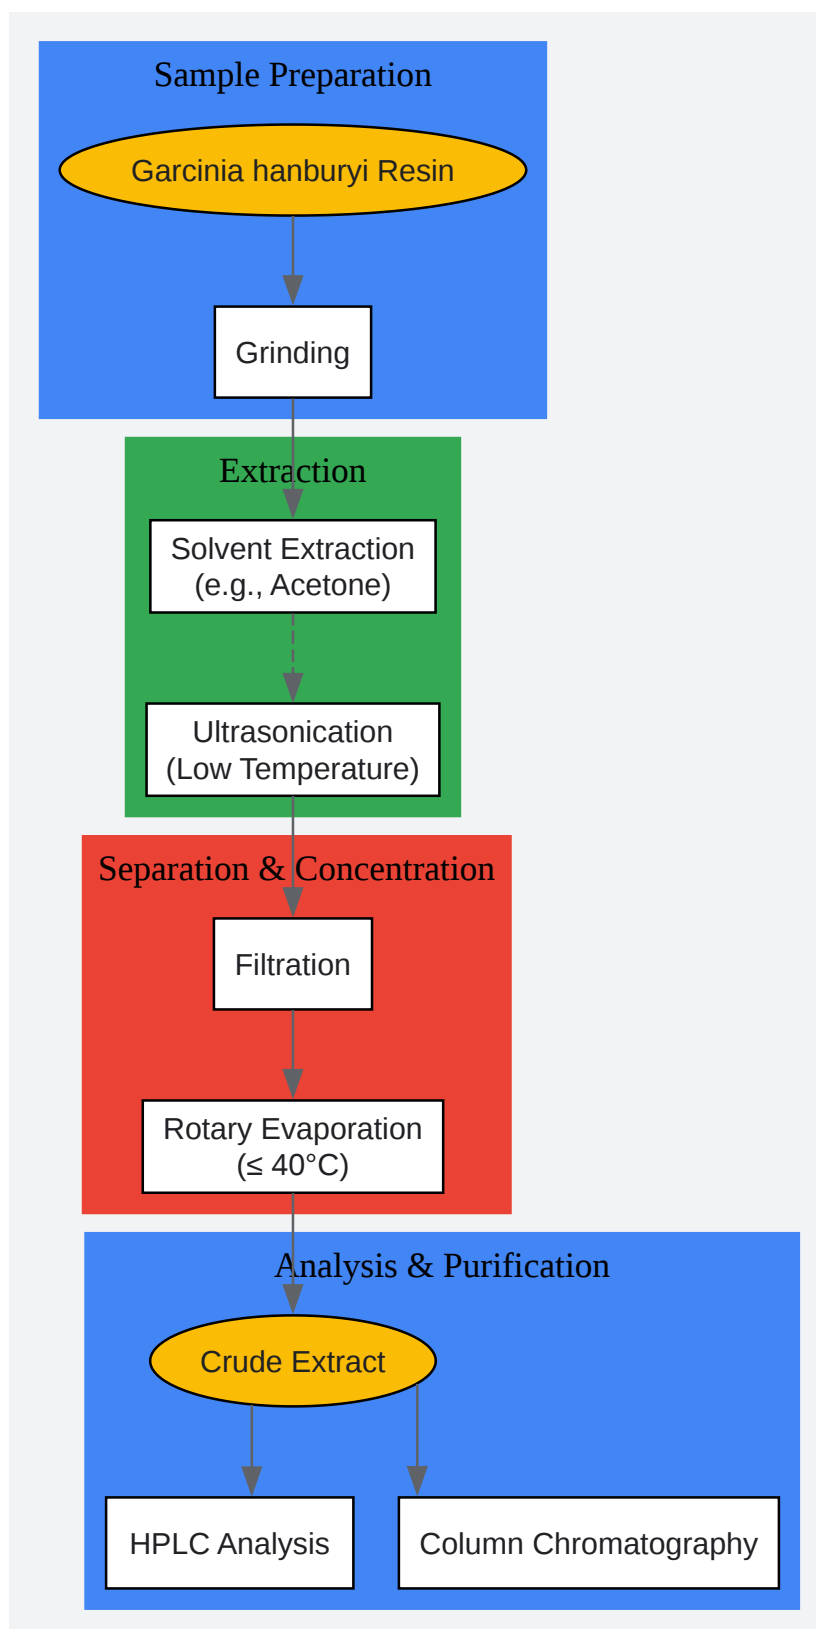 Sample Preparation
Garcinia hanburyi Resin
Grinding
Extraction
Solvent Extraction
(e.g., Acetone)
Ultrasonication
(Low Temperature)
Separation & Concentration
Filtration
Rotary Evaporation
(≤ 40°C)
Analysis & Purification
Crude Extract
HPLC Analysis
Column Chromatography